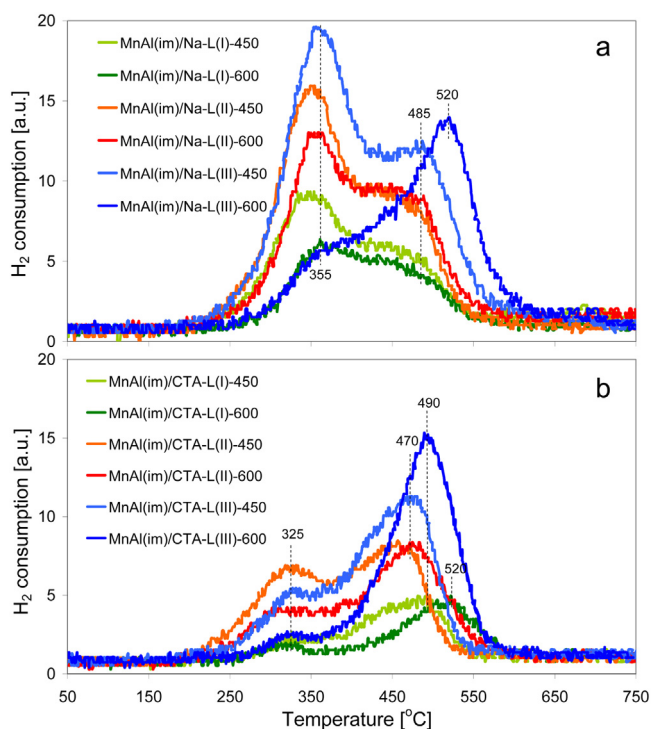 20
15
10
5
0
H2 consumption [a.u.]
a
MnAl(im)/Na-L(I)-450
MnAl(im)/Na-L(I)-600
MnAl(im)/Na-L(II)-450
MnAl(im)/Na-L(II)-600
MnAl(im)/Na-L(III)-450
MnAl(im)/Na-L(III)-600
355
485
520
20
15
10
5
0
H2 consumption [a.u.]
b
MnAl(im)/CTA-L(I)-450
MnAl(im)/CTA-L(I)-600
MnAl(im)/CTA-L(II)-450
MnAl(im)/CTA-L(II)-600
MnAl(im)/CTA-L(III)-450
MnAl(im)/CTA-L(III)-600
325
470
490
520
50 150 250 350 450 550 650 750
Temperature [°C]